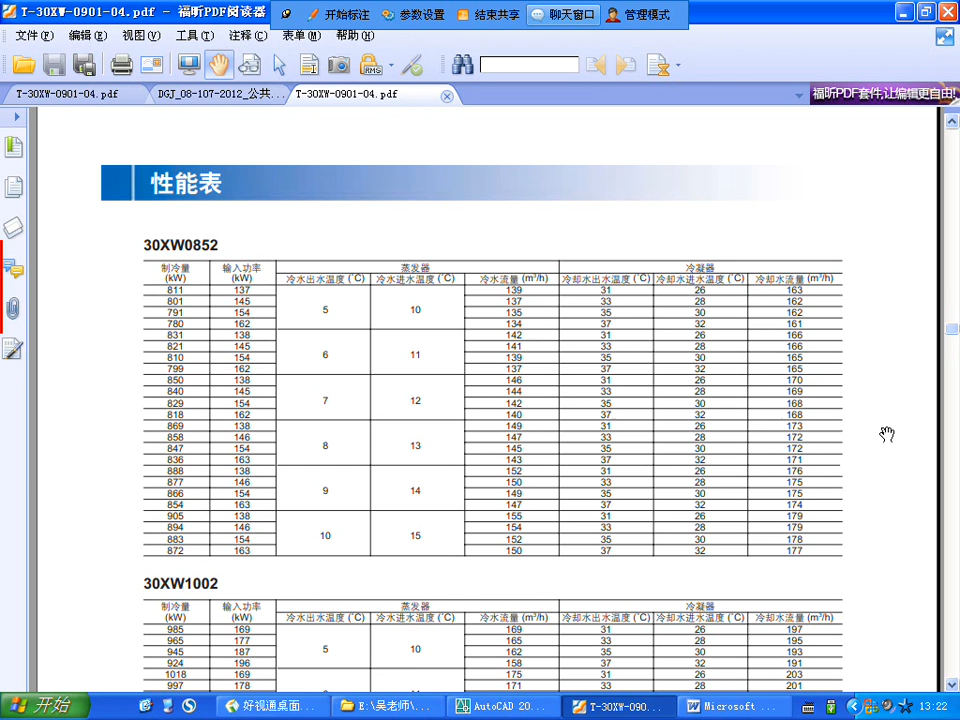 T-30XW-0901-04.pdf - 福昕PDF阅读器
开始标注 参数设置 结束共享 聊天窗口 管理模式
文件(F) 编辑(E) 视图(V) 工具(T) 注释(C) 表单(M) 帮助(H)
T-30XW-0901-04.pdf DGJ_08-107-2012_公共... T-30XW-0901-04.pdf 福昕PDF套件,让编辑更自由!
性能表
30XW0852
制冷量 输入功率 蒸发器 冷凝器
(kW) (kW) 冷水出水温度 (˚C) 冷水进水温度 (˚C) 冷水流量 (m³/h) 冷却水出水温度 (˚C) 冷却水进水温度 (˚C) 冷却水流量 (m³/h)
811 137 5 10 139 31 26 163
801 145 137 33 28 162
791 154 135 35 30 162
780 162 134 37 32 161
831 138 6 11 142 31 26 166
821 145 141 33 28 166
810 154 139 35 30 165
799 162 137 37 32 165
850 138 7 12 146 31 26 170
840 145 144 33 28 169
829 154 142 35 30 168
818 162 140 37 32 168
869 138 8 13 149 31 26 173
858 146 147 33 28 172
847 154 145 35 30 172
836 163 143 37 32 171
888 138 9 14 152 31 26 176
877 146 150 33 28 175
866 154 149 35 30 175
854 163 147 37 32 174
905 138 10 15 155 31 26 179
894 146 154 33 28 179
883 154 152 35 30 178
872 163 150 37 32 177
30XW1002
制冷量 输入功率 蒸发器 冷凝器
(kW) (kW) 冷水出水温度 (˚C) 冷水进水温度 (˚C) 冷水流量 (m³/h) 冷却水出水温度 (˚C) 冷却水进水温度 (˚C) 冷却水流量 (m³/h)
985 169 5 10 169 31 26 197
965 177 165 33 28 195
945 187 162 35 30 193
924 196 158 37 32 191
1018 169 175 31 26 203
997 178 171 33 28 201
开始 好视通桌面... E:\吴老师\... AutoCAD 20... T-30XW-090... Microsoft ... 13:22